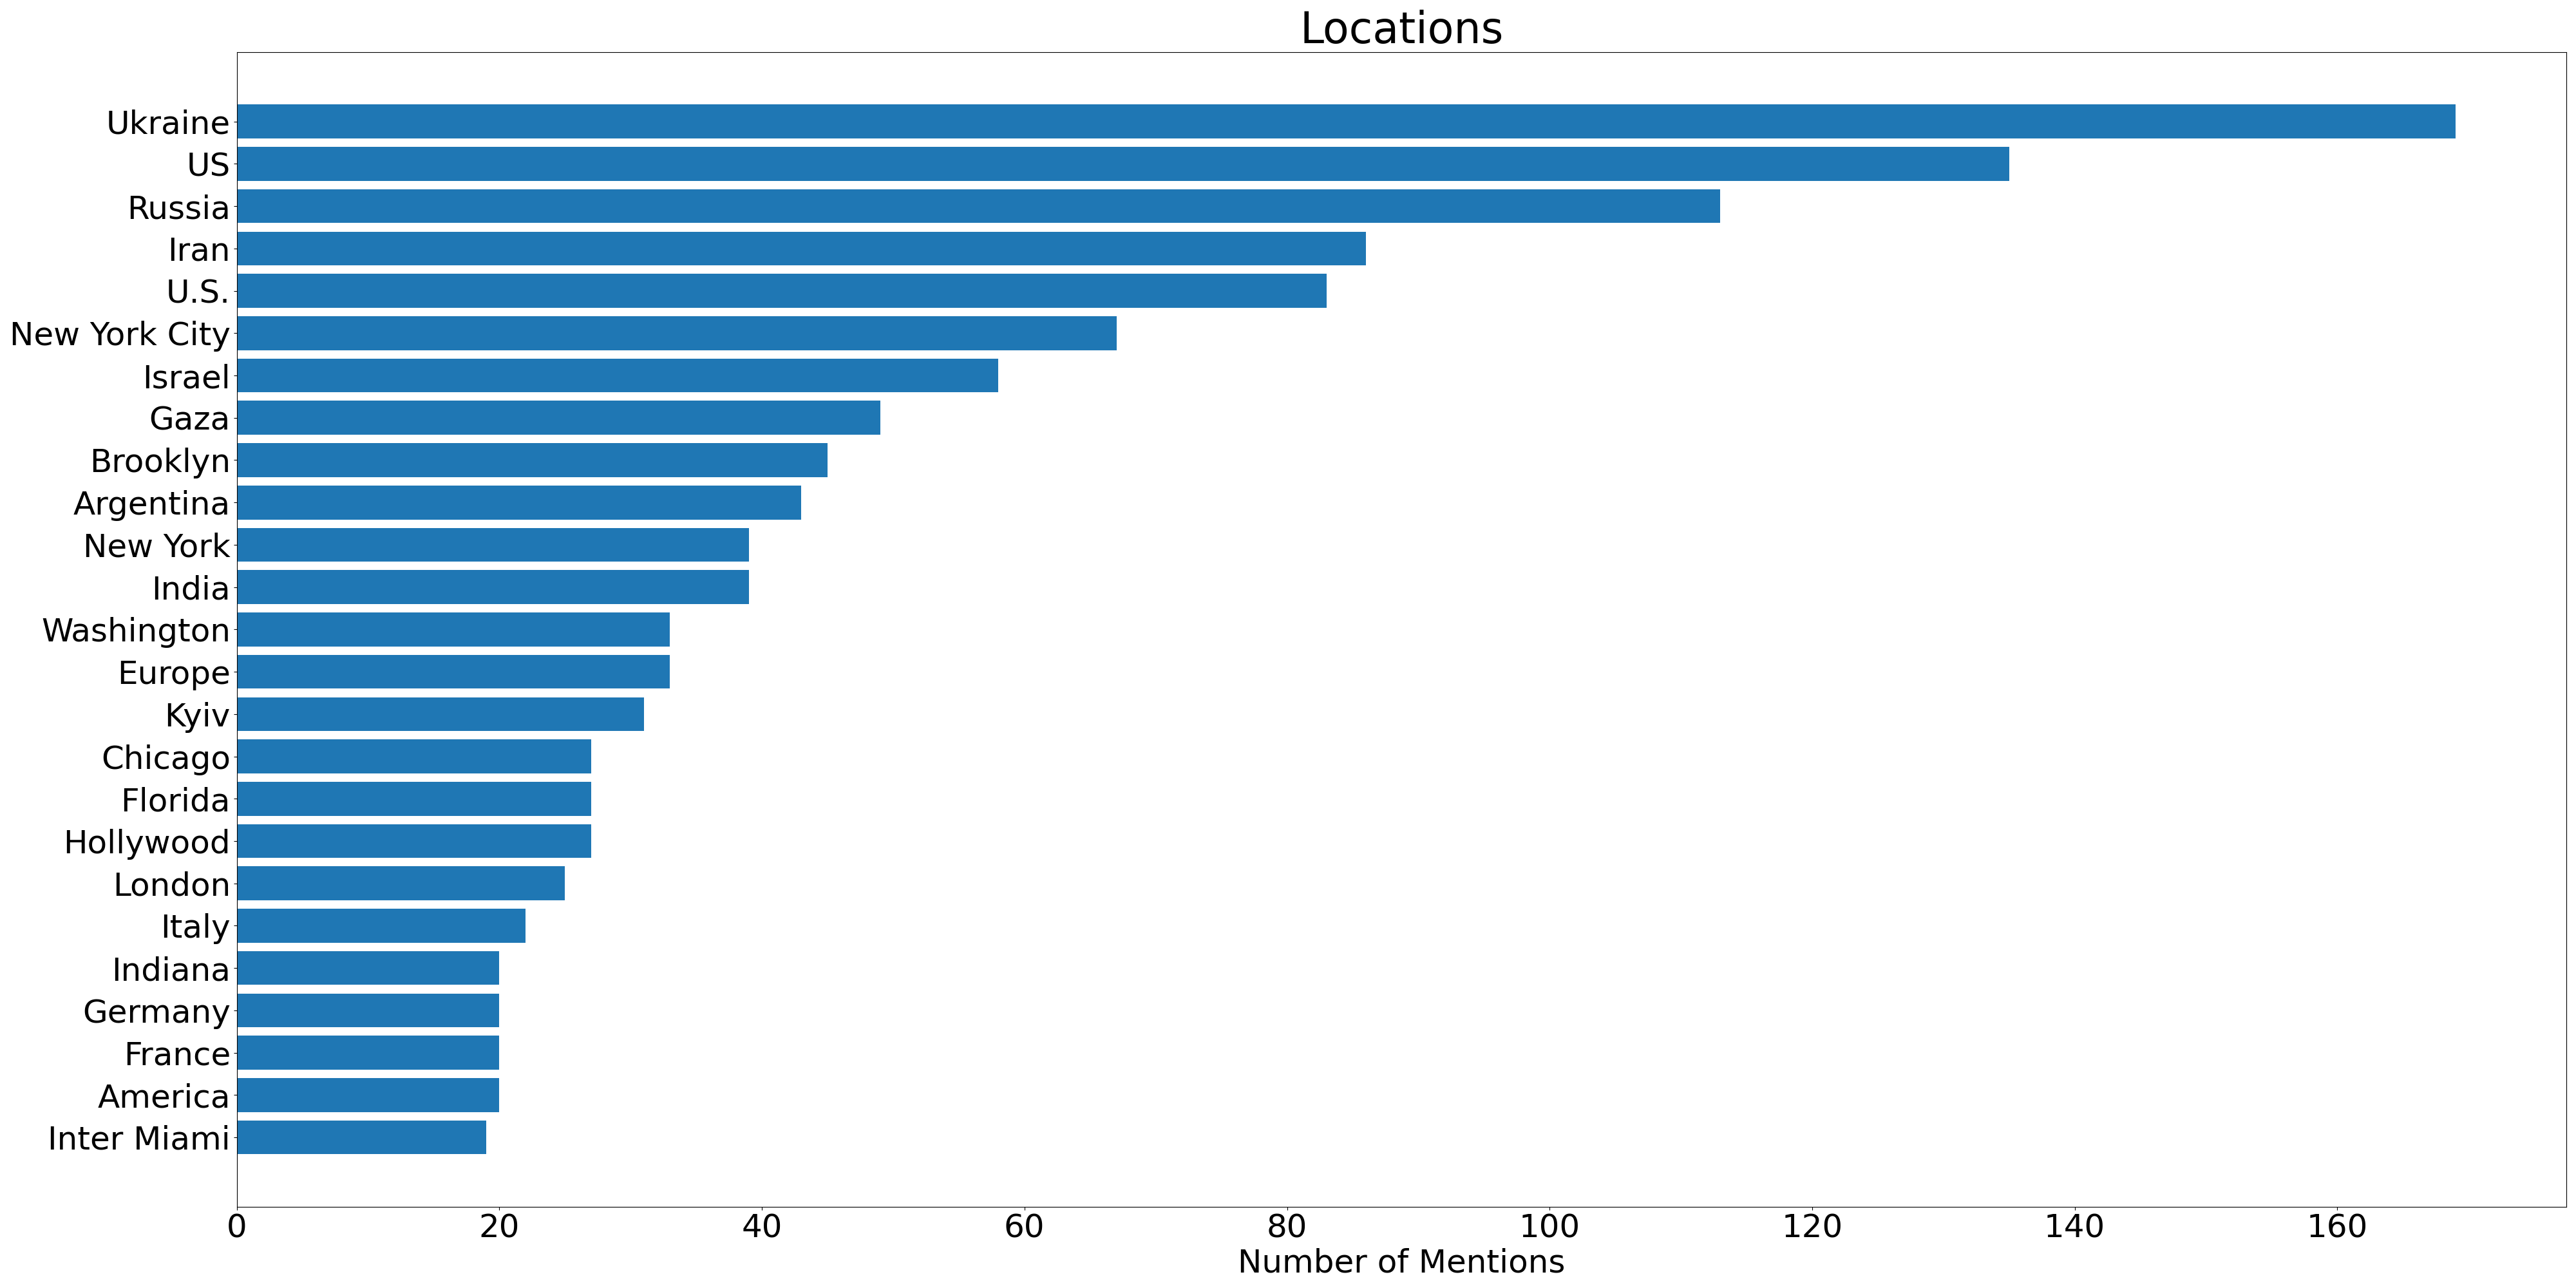 Locations
Ukraine
US
Russia
Iran
U.S.
New York City
Israel
Gaza
Brooklyn
Argentina
New York
India
Washington
Europe
Kyiv
Chicago
Florida
Hollywood
London
Italy
Indiana
Germany
France
America
Inter Miami
0 20 40 60 80 100 120 140 160
Number of Mentions